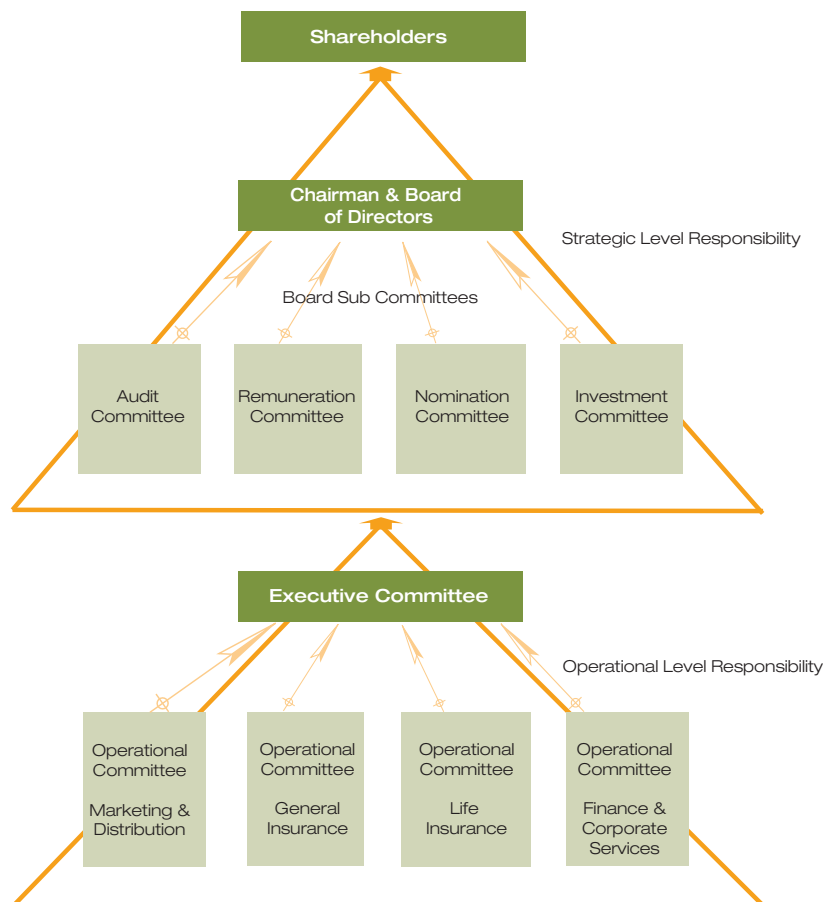 Shareholders
Chairman & Board
of Directors
Strategic Level Responsibility
Board Sub Committees
Audit
Committee
Remuneration
Committee
Nomination
Committee
Investment
Committee
Executive Committee
Operational Level Responsibility
Operational
Committee
Marketing &
Distribution
Operational
Committee
General
Insurance
Operational
Committee
Life
Insurance
Operational
Committee
Finance &
Corporate
Services